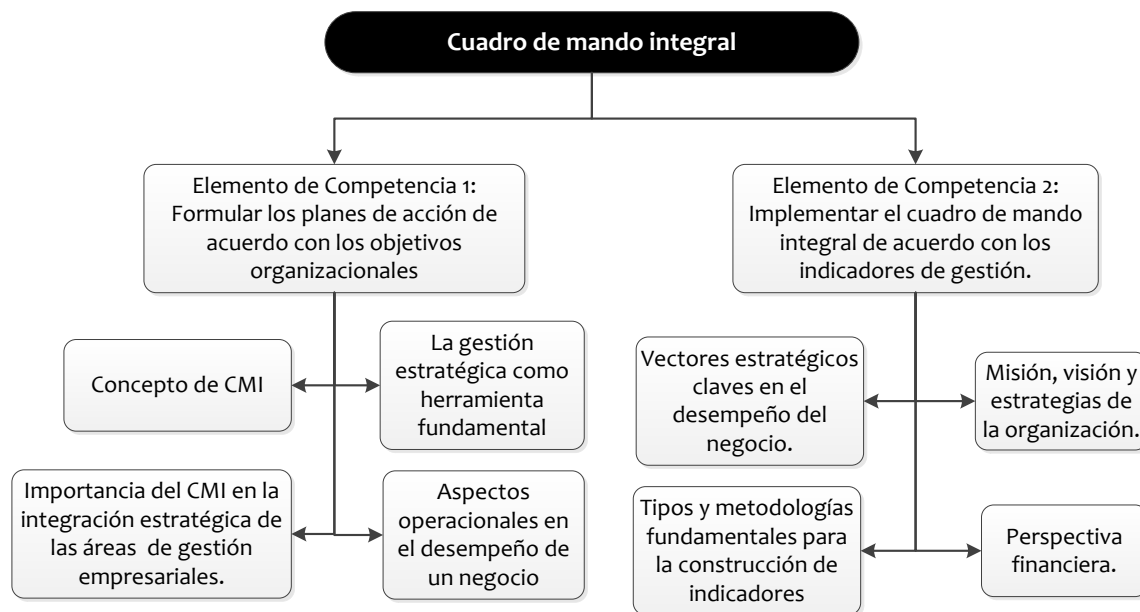 Cuadro de mando integral
Elemento de Competencia 1:
Formular los planes de acción de
acuerdo con los objetivos
organizacionales
Elemento de Competencia 2:
Implementar el cuadro de mando
integral de acuerdo con los
indicadores de gestión.
Concepto de CMI
La gestión
estratégica como
herramienta
fundamental
Importancia del CMI en la
integración estratégica de
las áreas de gestión
empresariales.
Aspectos
operacionales en
el desempeño de
un negocio
Vectores estratégicos
claves en el
desempeño del
negocio.
Misión, visión y
estrategias de
la organización.
Tipos y metodologías
fundamentales para
la construcción de
indicadores
Perspectiva
financiera.